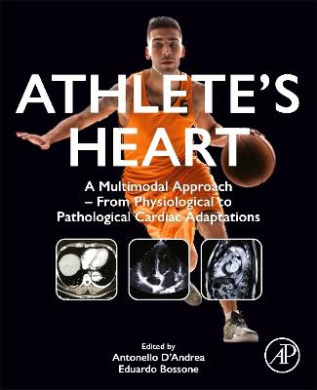 ATHLETE'S
HEART
A Multimodal Approach
– From Physiological to
Pathological Cardiac Adaptations
Edited by
Antonello D'Andrea
Eduardo Bossone
AP